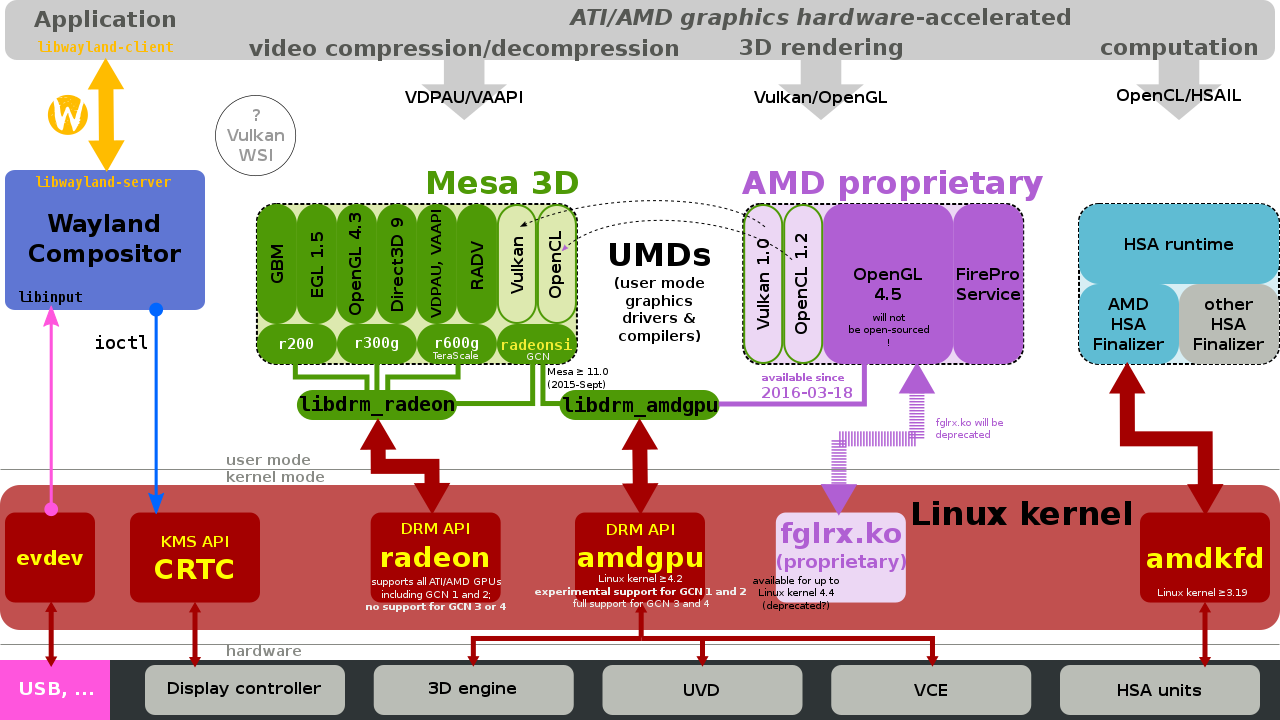 Application
ATI/AMD graphics hardware-accelerated
libwayland-client
video compression/decompression
3D rendering
computation
VDPAU/VAAPI
Vulkan/OpenGL
OpenCL/HSAIL
W
?
Vulkan
WSI
libwayland-server
Wayland
Compositor
libinput
ioctl
Mesa 3D
GBM
EGL 1.5
OpenGL 4.3
Direct3D 9
VDPAU, VAAPI
RADV
Vulkan
OpenCL
r200
r300g
r600g
TeraScale
radeonsi
GCN
UMDs
(user mode
graphics
drivers &
compilers)
AMD proprietary
Vulkan 1.0
OpenCL 1.2
OpenGL
4.5
will not
be open-sourced
!
FirePro
Service
HSA runtime
AMD
HSA
Finalizer
other
HSA
Finalizer
Mesa ≥ 11.0
(2015-Sept)
libdrm_radeon
libdrm_amdgpu
available since
2016-03-18
fglrx.ko will be
deprecated
user mode
kernel mode
Linux kernel
evdev
KMS API
CRTC
DRM API
radeon
supports all ATI/AMD GPUs
including GCN 1 and 2;
no support for GCN 3 or 4
DRM API
amdgpu
Linux kernel ≥4.2
experimental support for GCN 1 and 2
full support for GCN 3 and 4
fglrx.ko
(proprietary)
available for up to
Linux kernel 4.4
(deprecated?)
amdkfd
Linux kernel ≥3.19
hardware
USB, ...
Display controller
3D engine
UVD
VCE
HSA units